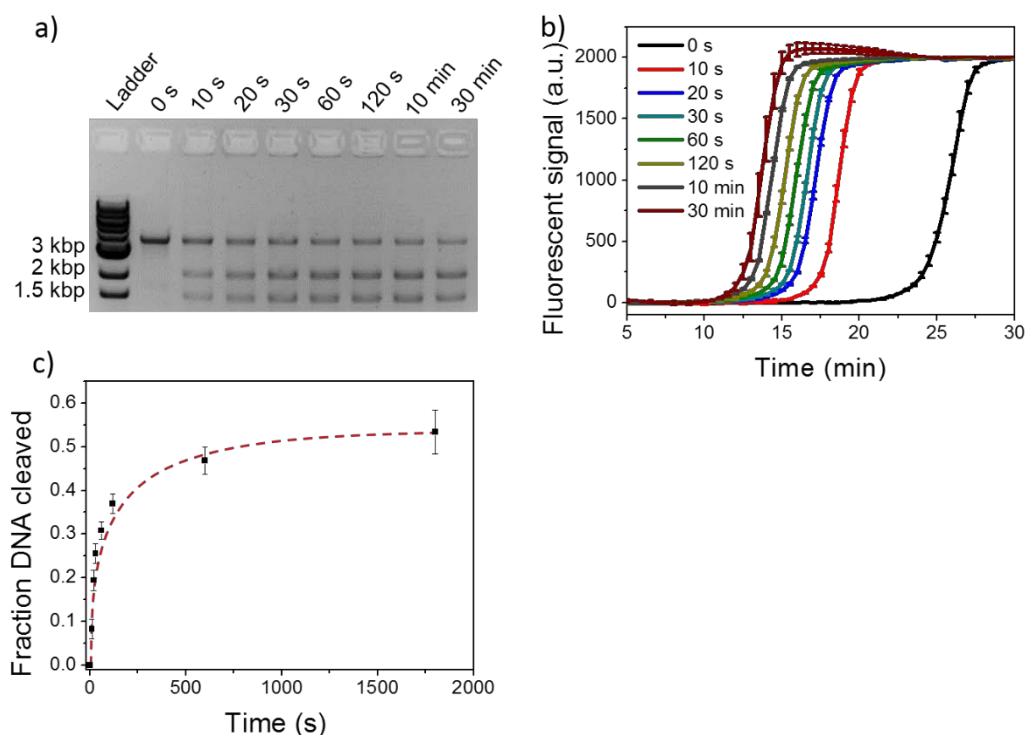 a)
Ladder
0 s
10 s
20 s
30 s
60 s
120 s
10 min
30 min
3 kbp
2 kbp
1.5 kbp
b)
Fluorescent signal (a.u.)
2000
1500
1000
500
0
0 s
10 s
20 s
30 s
60 s
120 s
10 min
30 min
5 10 15 20 25 30
Time (min)
c)
Fraction DNA cleaved
0.6
0.5
0.4
0.3
0.2
0.1
0.0
0 500 1000 1500 2000
Time (s)